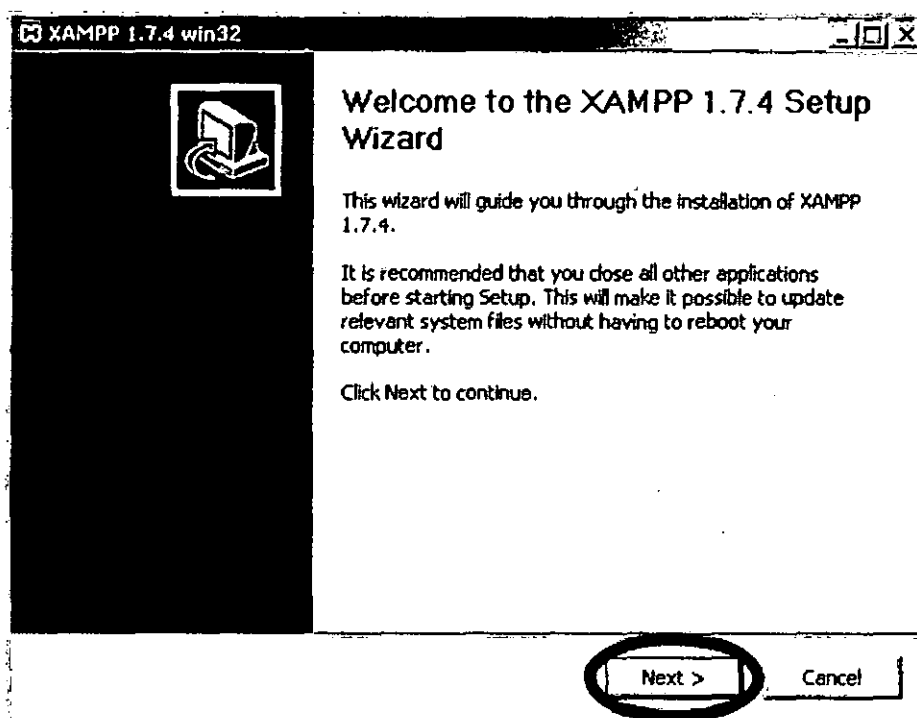 XAMPP 1.7.4 win32
Welcome to the XAMPP 1.7.4 Setup
Wizard
This wizard will guide you through the installation of XAMPP
1.7.4.
It is recommended that you close all other applications
before starting Setup. This will make it possible to update
relevant system files without having to reboot your
computer.
Click Next to continue.
Next >
Cancel